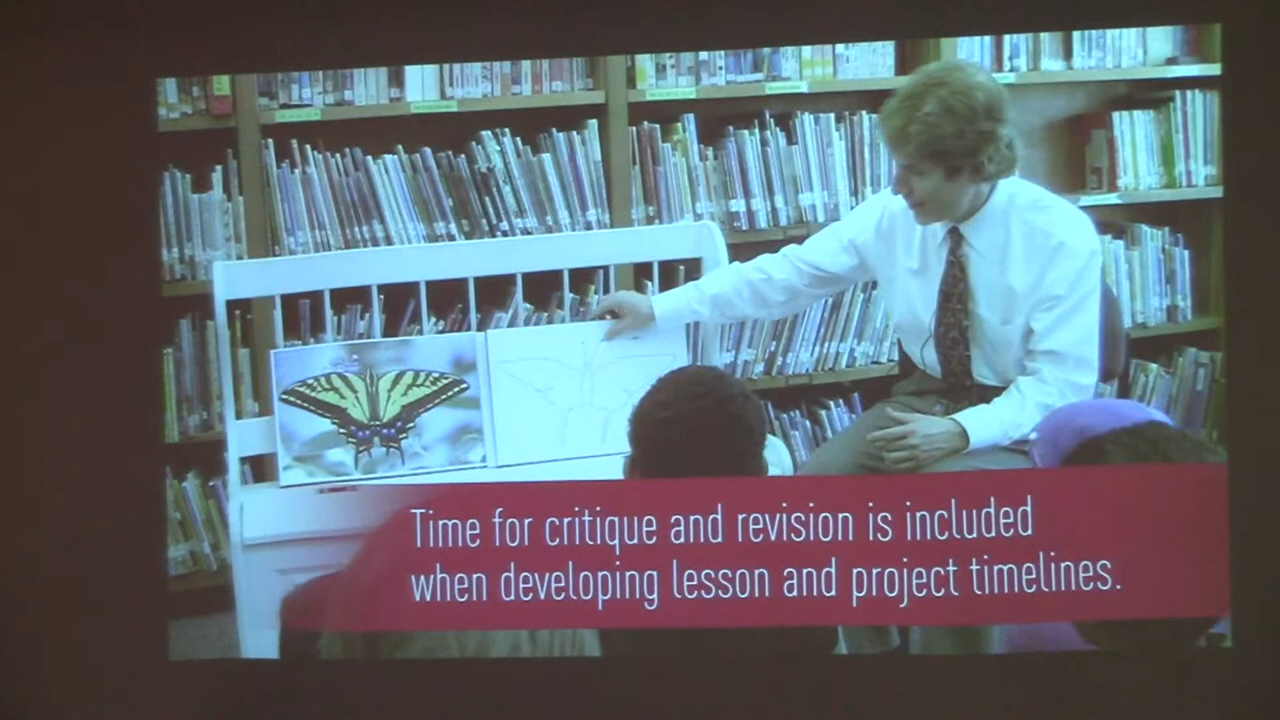 Time for critique and revision is included
when developing lesson and project timelines.